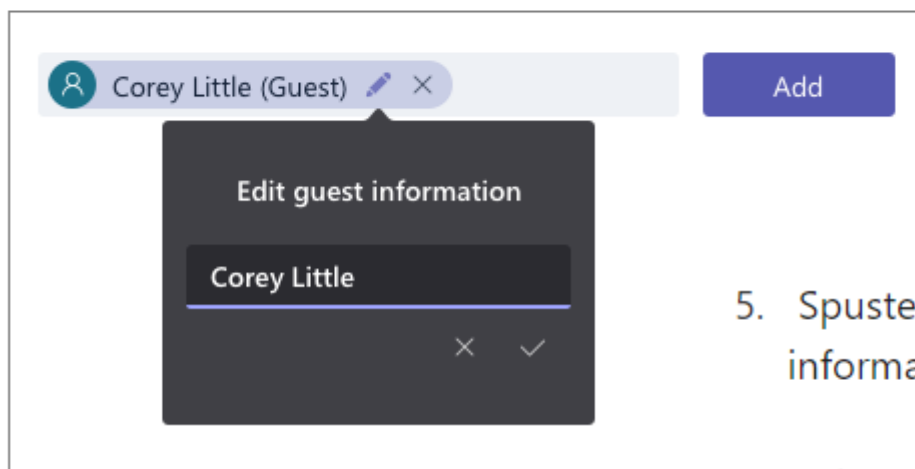 Corey Little (Guest)
Add
Edit guest information
Corey Little
5. Spuste
informa